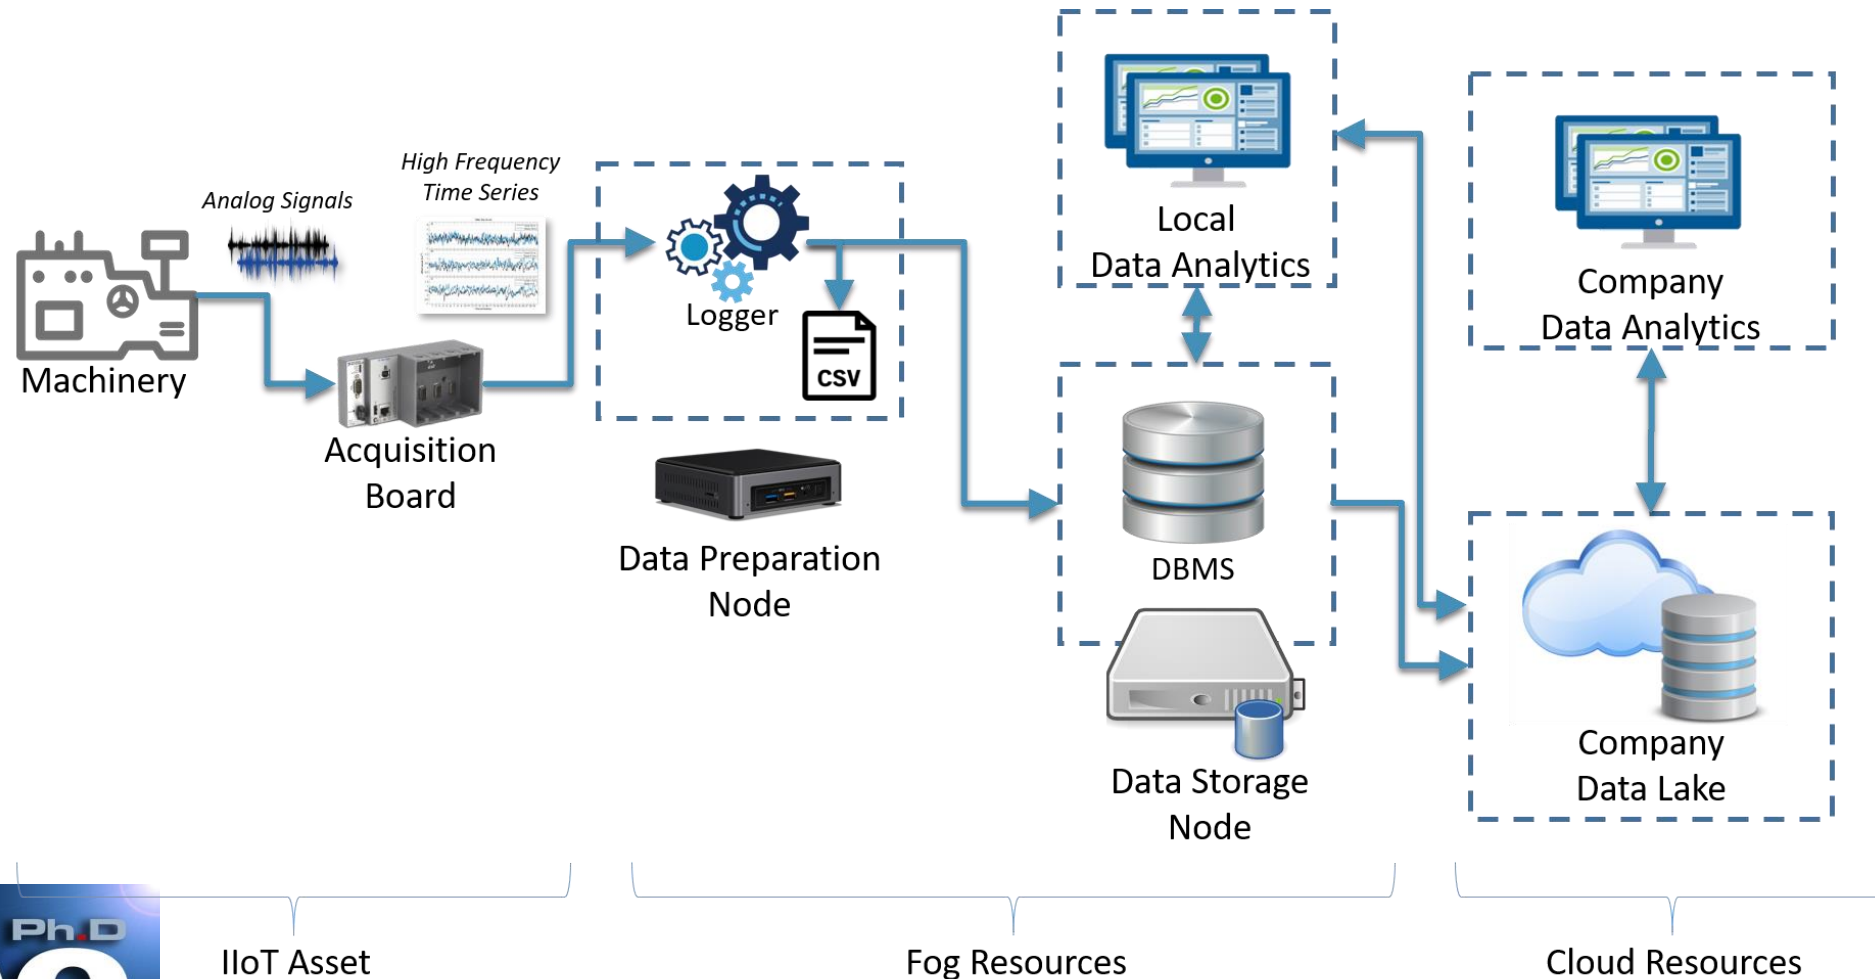 Analog Signals
High Frequency
Time Series
Machinery
Acquisition
Board
Logger
CSV
Data Preparation
Node
Local
Data Analytics
DBMS
Data Storage
Node
Company
Data Analytics
Company
Data Lake
Ph.D
IIoT Asset
Fog Resources
Cloud Resources